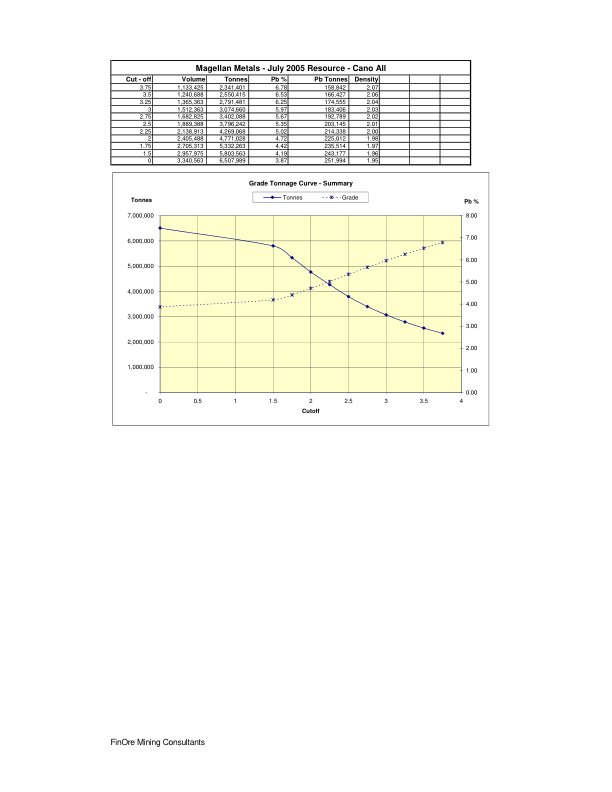 Magellan Metals - July 2005 Resource - Cano All
Cut - off Volume Tonnes Pb % Pb Tonnes Density
3.75 1,133,425 2,341,401 6.78 158,842 2.07
3.5 1,240,688 2,550,415 6.53 166,427 2.06
3.25 1,365,363 2,791,481 6.25 174,555 2.04
3 1,512,363 3,074,660 5.97 183,406 2.03
2.75 1,682,825 3,402,088 5.67 192,789 2.02
2.5 1,889,388 3,796,242 5.35 203,145 2.01
2.25 2,138,913 4,269,068 5.02 214,338 2.00
2 2,405,488 4,771,028 4.72 225,012 1.98
1.75 2,705,313 5,332,263 4.42 235,514 1.97
1.5 2,957,975 5,803,563 4.19 243,177 1.96
0 3,340,563 6,507,989 3.87 251,994 1.95
Grade Tonnage Curve - Summary
Tonnes Grade
Tonnes Pb %
7,000,000 8.00
6,000,000 7.00
5,000,000 6.00
4,000,000 5.00
3,000,000 4.00
2,000,000 3.00
1,000,000 2.00
- 1.00
0.00
0 0.5 1 1.5 2 2.5 3 3.5 4
Cutoff
FinOre Mining Consultants